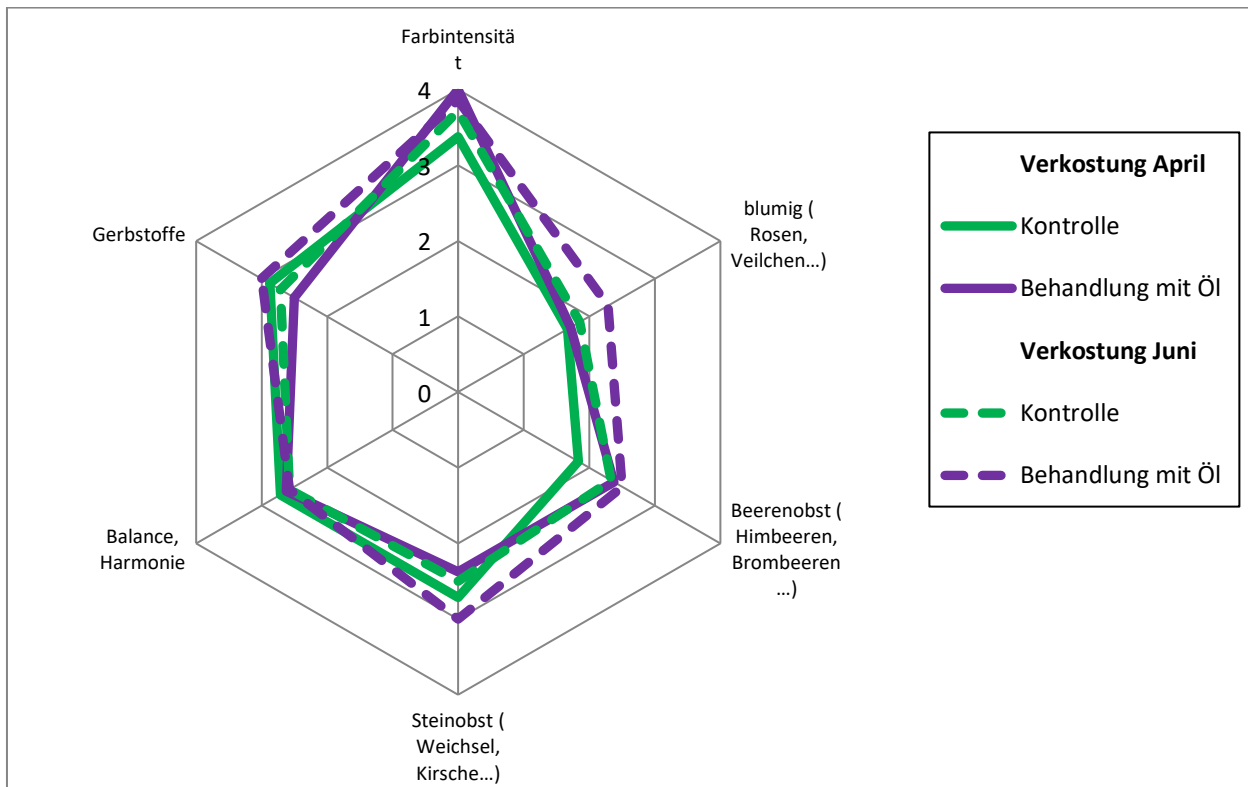 Farbintensitä
t
4
3
2
1
0
blumig (
Rosen,
Veilchen...)
Beerenobst (
Himbeeren,
Brombeeren
...)
Steinobst (
Weichsel,
Kirsche...)
Balance,
Harmonie
Gerbstoffe
Verkostung April
Kontrolle
Behandlung mit Öl
Verkostung Juni
Kontrolle
Behandlung mit Öl